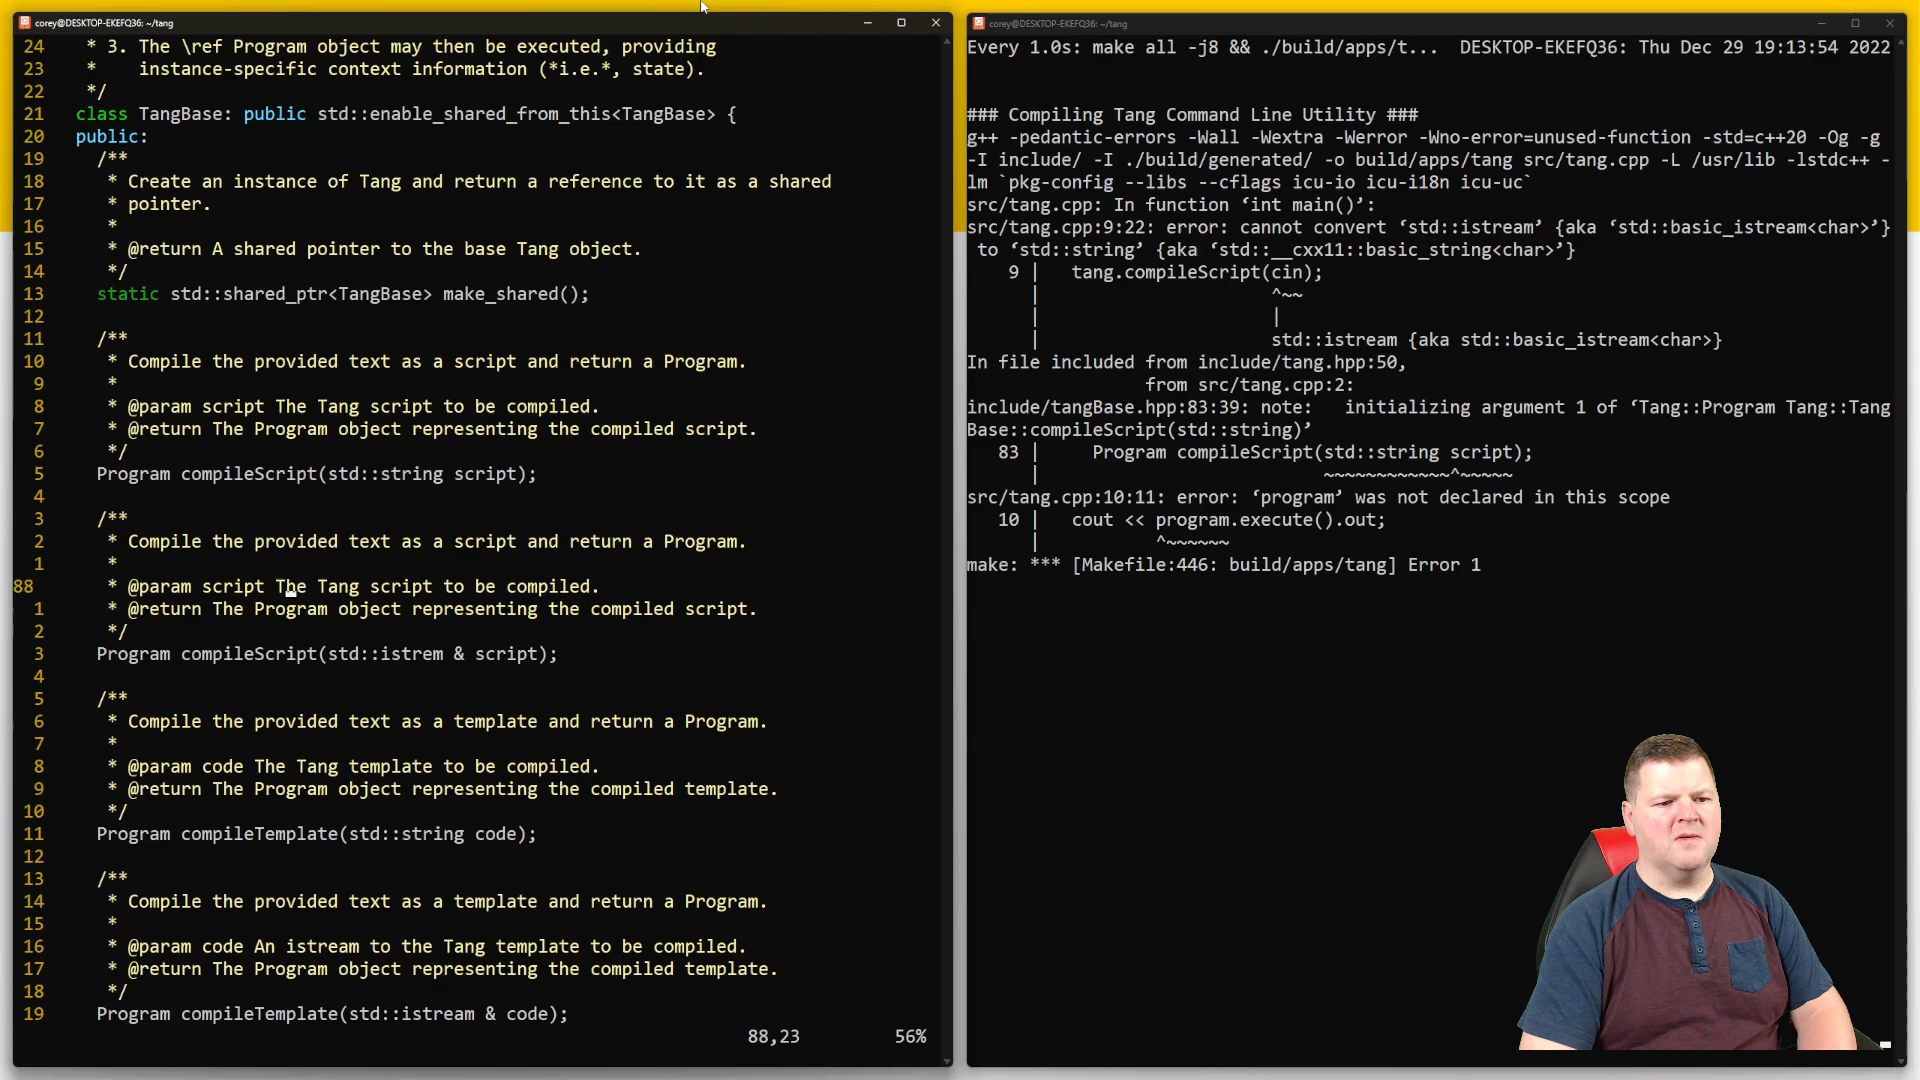 corey@DESKTOP-EKEFQ36: ~/tang
24    * 3. The \ref Program object may then be executed, providing
23    *    instance-specific context information (*i.e.*, state).
22    */
21   class TangBase: public std::enable_shared_from_this<TangBase> {
20   public:
19     /**
18      * Create an instance of Tang and return a reference to it as a shared
17      * pointer.
16      *
15      * @return A shared pointer to the base Tang object.
14      */
13     static std::shared_ptr<TangBase> make_shared();
12
11     /**
10      * Compile the provided text as a script and return a Program.
9      *
8      * @param script The Tang script to be compiled.
7      * @return The Program object representing the compiled script.
6      */
5     Program compileScript(std::string script);
4
3     /**
2      * Compile the provided text as a script and return a Program.
1      *
88      * @param script The Tang script to be compiled.
1      * @return The Program object representing the compiled script.
2      */
3     Program compileScript(std::istrem & script);
4
5     /**
6      * Compile the provided text as a template and return a Program.
7      *
8      * @param code The Tang template to be compiled.
9      * @return The Program object representing the compiled template.
10      */
11     Program compileTemplate(std::string code);
12
13     /**
14      * Compile the provided text as a template and return a Program.
15      *
16      * @param code An istream to the Tang template to be compiled.
17      * @return The Program object representing the compiled template.
18      */
19     Program compileTemplate(std::istream & code);
88,23         56%
corey@DESKTOP-EKEFQ36: ~/tang
Every 1.0s: make all -j8 && ./build/apps/t...  DESKTOP-EKEFQ36: Thu Dec 29 19:13:54 2022
### Compiling Tang Command Line Utility ###
g++ -pedantic-errors -Wall -Wextra -Werror -Wno-error=unused-function -std=c++20 -Og -g
-I include/ -I ./build/generated/ -o build/apps/tang src/tang.cpp -L /usr/lib -lstdc++ -
lm `pkg-config --libs --cflags icu-io icu-i18n icu-uc`
src/tang.cpp: In function ‘int main()’:
src/tang.cpp:9:22: error: cannot convert ‘std::istream’ {aka ‘std::basic_istream<char>’}
 to ‘std::string’ {aka ‘std::__cxx11::basic_string<char>’}
    9 |   tang.compileScript(cin);
      |                      ^~~
      |                      |
      |                      std::istream {aka std::basic_istream<char>}
In file included from include/tang.hpp:50,
                 from src/tang.cpp:2:
include/tangBase.hpp:83:39: note:   initializing argument 1 of ‘Tang::Program Tang::Tang
Base::compileScript(std::string)’
   83 |     Program compileScript(std::string script);
      |                           ~~~~~~~~~~~~^~~~~~
src/tang.cpp:10:11: error: ‘program’ was not declared in this scope
   10 |   cout << program.execute().out;
      |           ^~~~~~~
make: *** [Makefile:446: build/apps/tang] Error 1